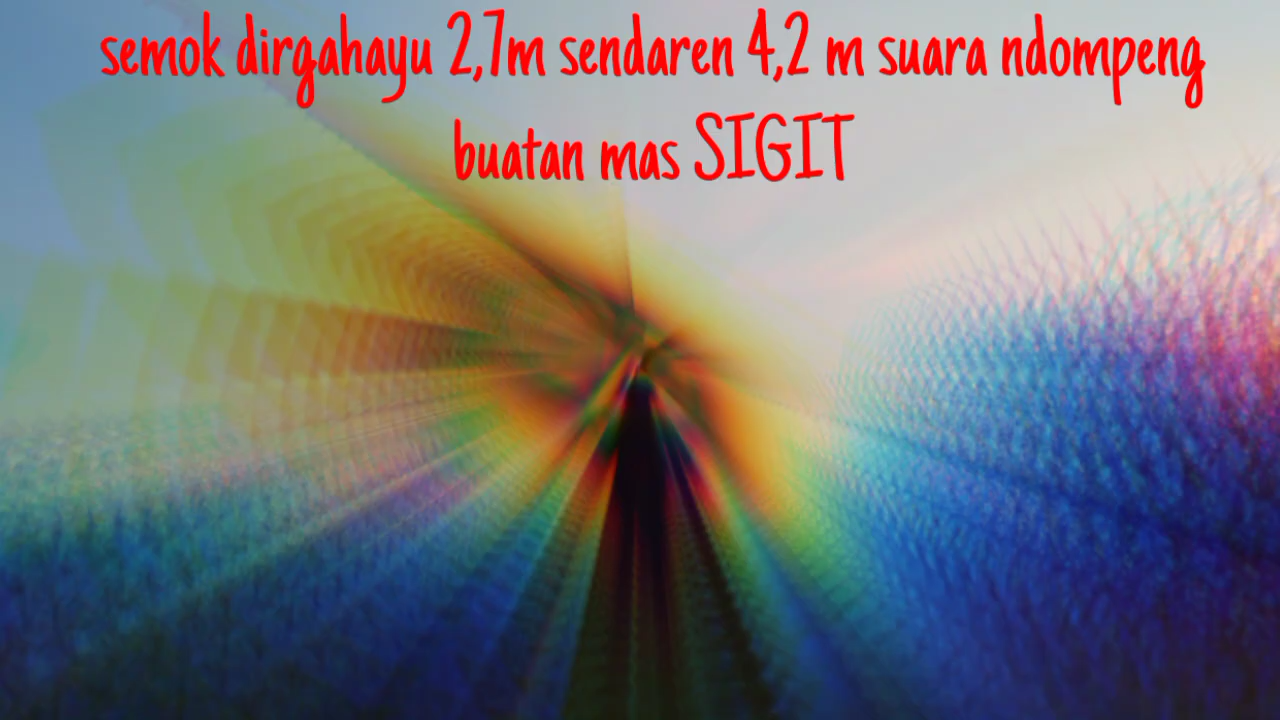 semok dirgahayu 2,7m sendaren 4,2 m suara ndompeng
buatan mas SIGIT